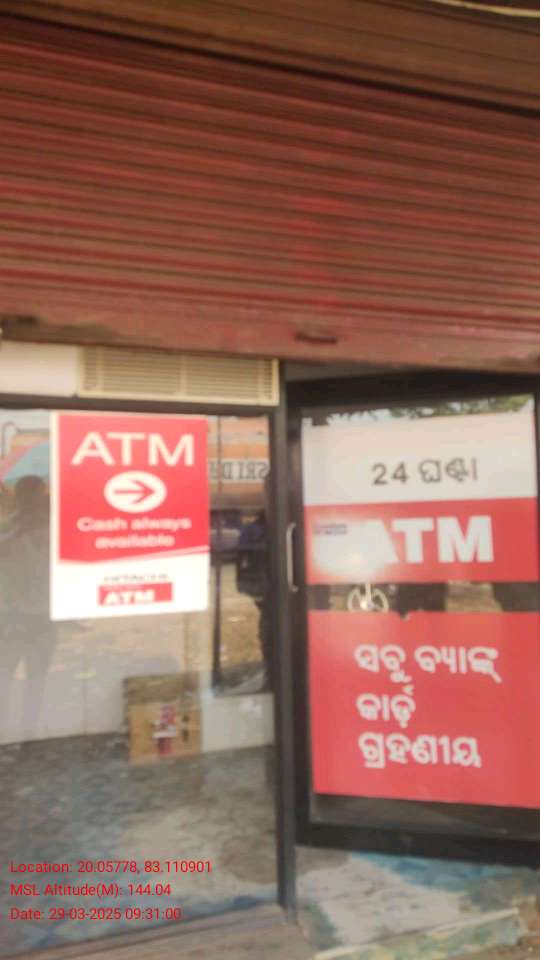 ATM
Cash always
available
HITACHI
ATM
24 ଘଣ୍ଟା
ATM
ସବୁ ବ୍ୟାଙ୍କ୍
କାର୍ଡ଼
ଗ୍ରହଣୀୟ
Location: 20.05778, 83.110901
MSL Altitude(M): 144.04
Date: 29-03-2025 09:31:00